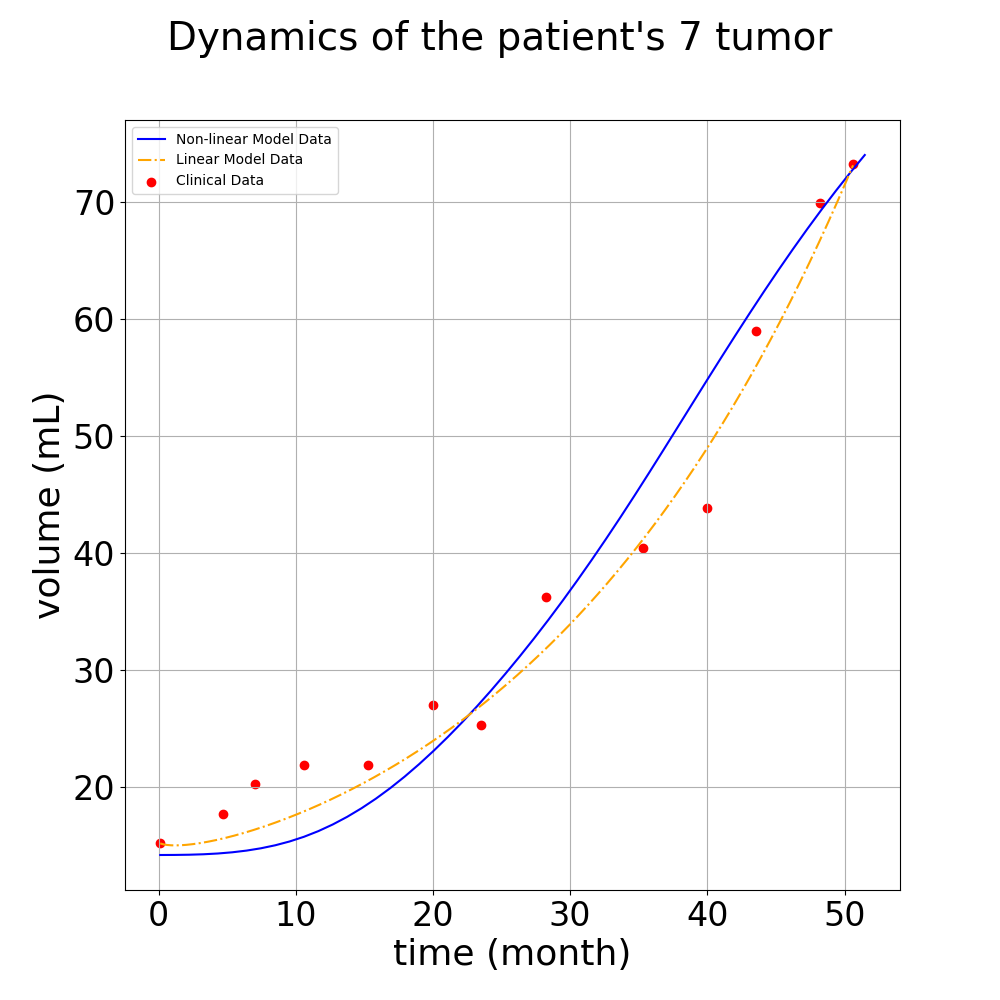 Dynamics of the patient's 7 tumor
Non-linear Model Data
Linear Model Data
Clinical Data
70
60
50
40
30
20
volume (mL)
0 10 20 30 40 50
time (month)